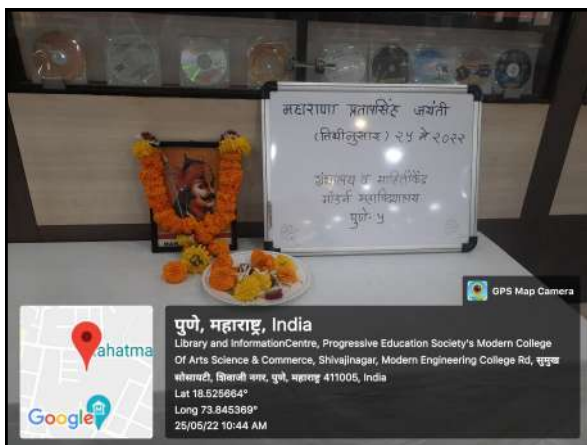 महाराणा प्रतापसिंह जयंती
(तिथीनुसार) २५ मे २०२२
ग्रंथालय व माहितीकेंद्र
मॉडर्न महाविद्यालय
पुणे-५
GPS Map Camera
पुणे, महाराष्ट्र, India
Library and InformationCentre, Progressive Education Society's Modern College
Of Arts Science & Commerce, Shivajinagar, Modern Engineering College Rd, सुमुख
सोसायटी, शिवाजी नगर, पुणे, महाराष्ट्र 411005, India
Lat 18.525664°
Long 73.845369°
25/05/22 10:44 AM
ahatma
Google